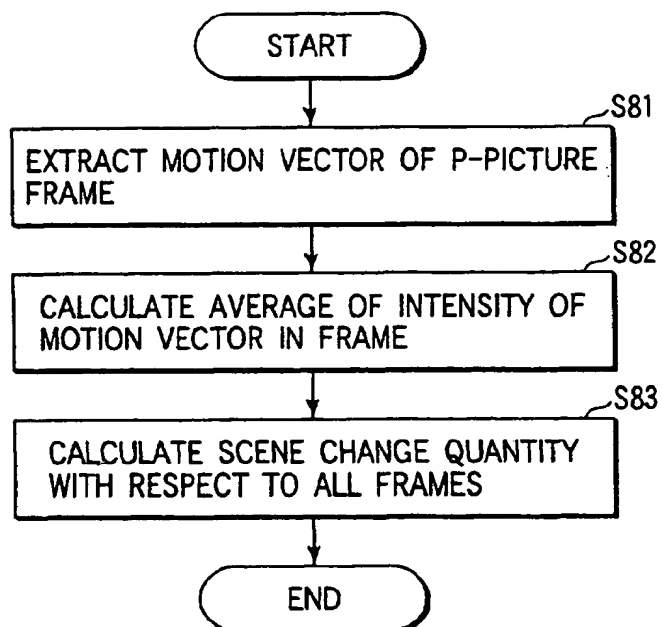 START
S81
EXTRACT MOTION VECTOR OF P-PICTURE
FRAME
S82
CALCULATE AVERAGE OF INTENSITY OF
MOTION VECTOR IN FRAME
S83
CALCULATE SCENE CHANGE QUANTITY
WITH RESPECT TO ALL FRAMES
END